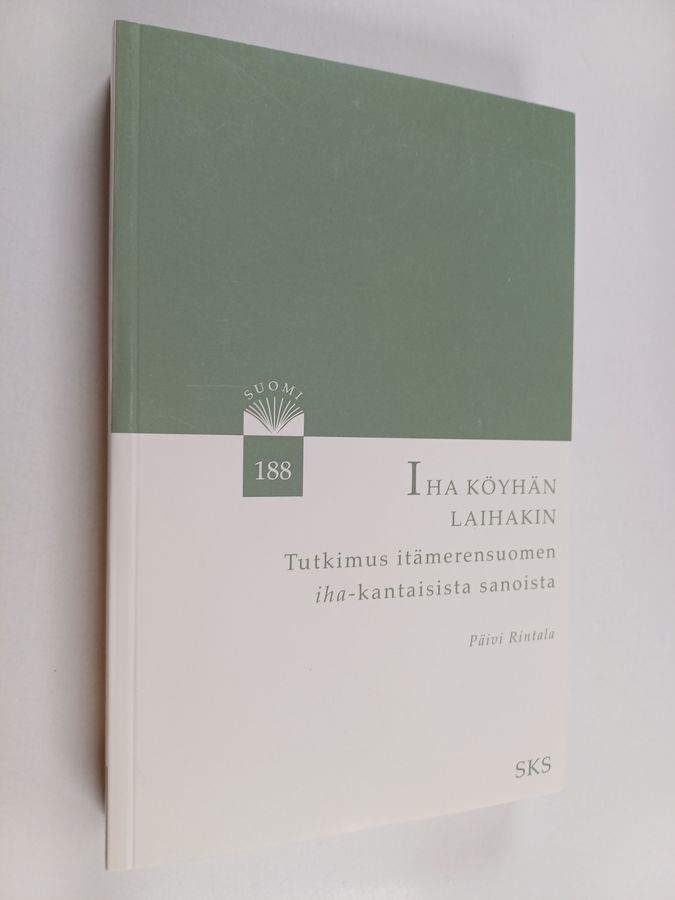 SUOMI
188
IHA KÖYHÄN
LAIHAKIN
Tutkimus itämerensuomen
iha-kantaisista sanoista
Päivi Rintala
SKS